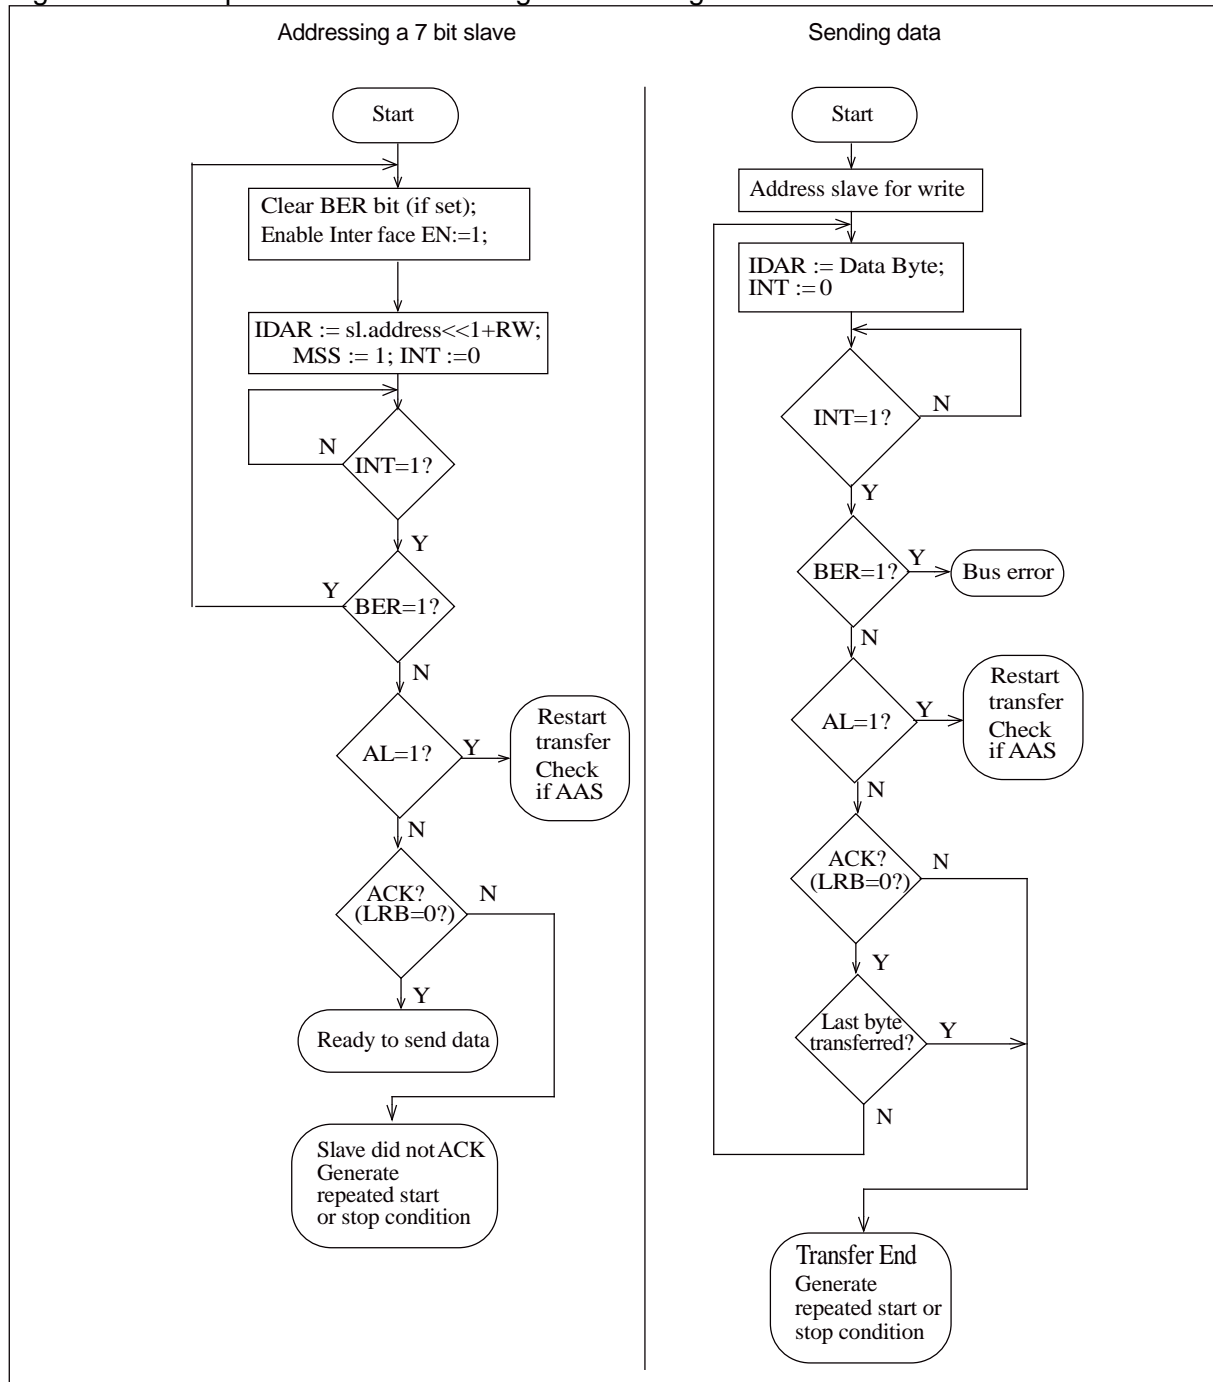 Addressing a 7 bit slave
Start
Clear BER bit (if set);
Enable Inter face EN:=1;
IDAR := sl.address<<1+RW;
MSS := 1; INT :=0
N
INT=1?
Y
Y
BER=1?
N
AL=1?
Y
Restart
transfer
Check
if AAS
N
ACK?
(LRB=0?)
N
Y
Ready to send data
Slave did not ACK
Generate
repeated start
or stop condition
Sending data
Start
Address slave for write
IDAR := Data Byte;
INT := 0
INT=1?
N
Y
BER=1?
Y
Bus error
N
AL=1?
Y
Restart
transfer
Check
if AAS
N
ACK?
(LRB=0?)
N
Y
Last byte
transferred?
Y
N
Transfer End
Generate
repeated start or
stop condition